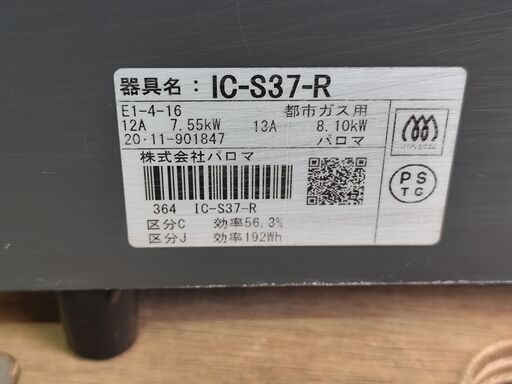 器具名: IC-S37-R
E1-4-16 都市ガス用
12A 7.55kW 13A 8.10kW
20·11-901847 パロマ
株式会社パロマ
364 IC-S37-R
区分C 効率56.3%
区分J 効率192Wh
PS
TG